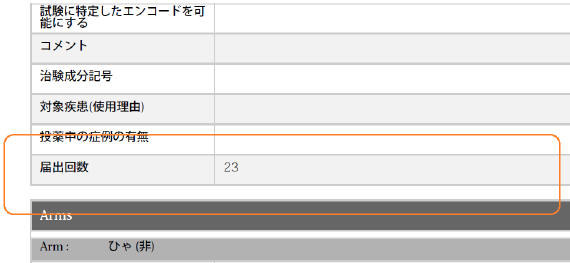 試験に特定したエンコードを可
能にする
コメント
治験成分記号
対象疾患(使用理由)
投薬中の症例の有無
届出回数 23
Arms
Arm : ひゃ (非)